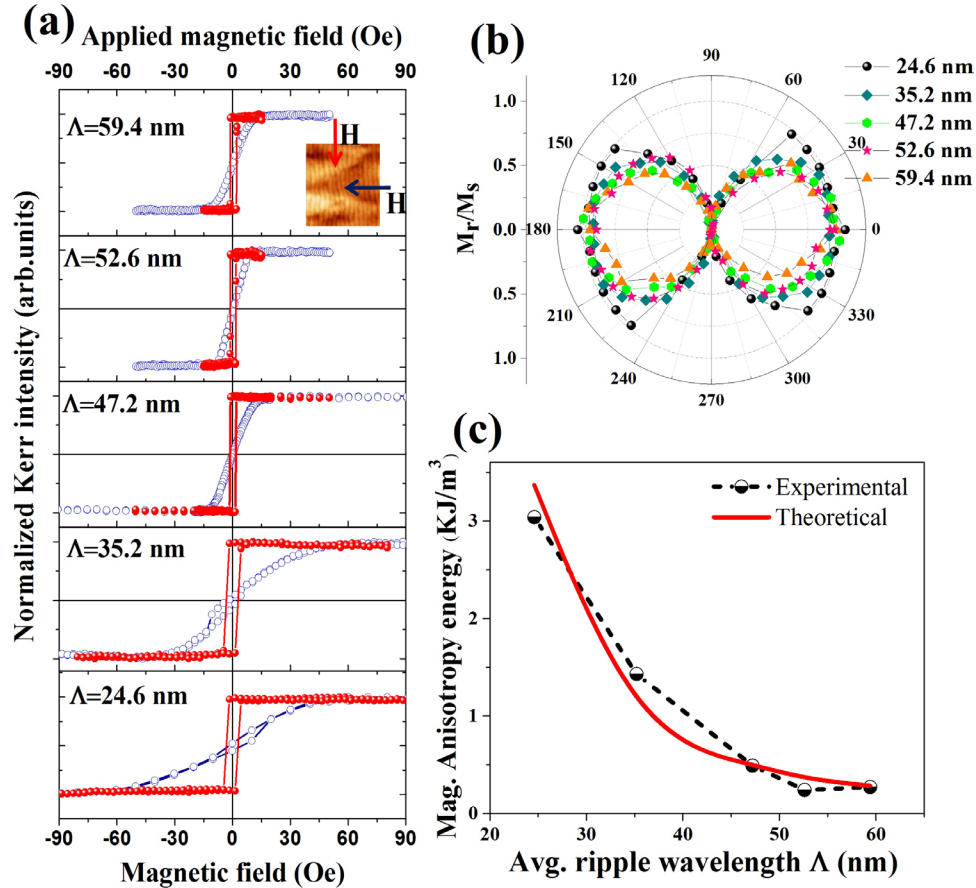 (a)
Applied magnetic field (Oe)
-90 -60 -30 0 30 60 90
Λ=59.4 nm
H
H
Λ=52.6 nm
Λ=47.2 nm
Λ=35.2 nm
Λ=24.6 nm
Normalized Kerr intensity (arb.units)
-90 -60 -30 0 30 60 90
Magnetic field (Oe)
(b)
90
120 60
150 30
180 0
210 330
240 300
270
1.0
0.5
0.0
0.5
1.0
Mr/Ms
24.6 nm
35.2 nm
47.2 nm
52.6 nm
59.4 nm
(c)
Experimental
Theoretical
3
2
1
0
Mag. Anisotropy energy (KJ/m³)
20 30 40 50 60
Avg. ripple wavelength Λ (nm)